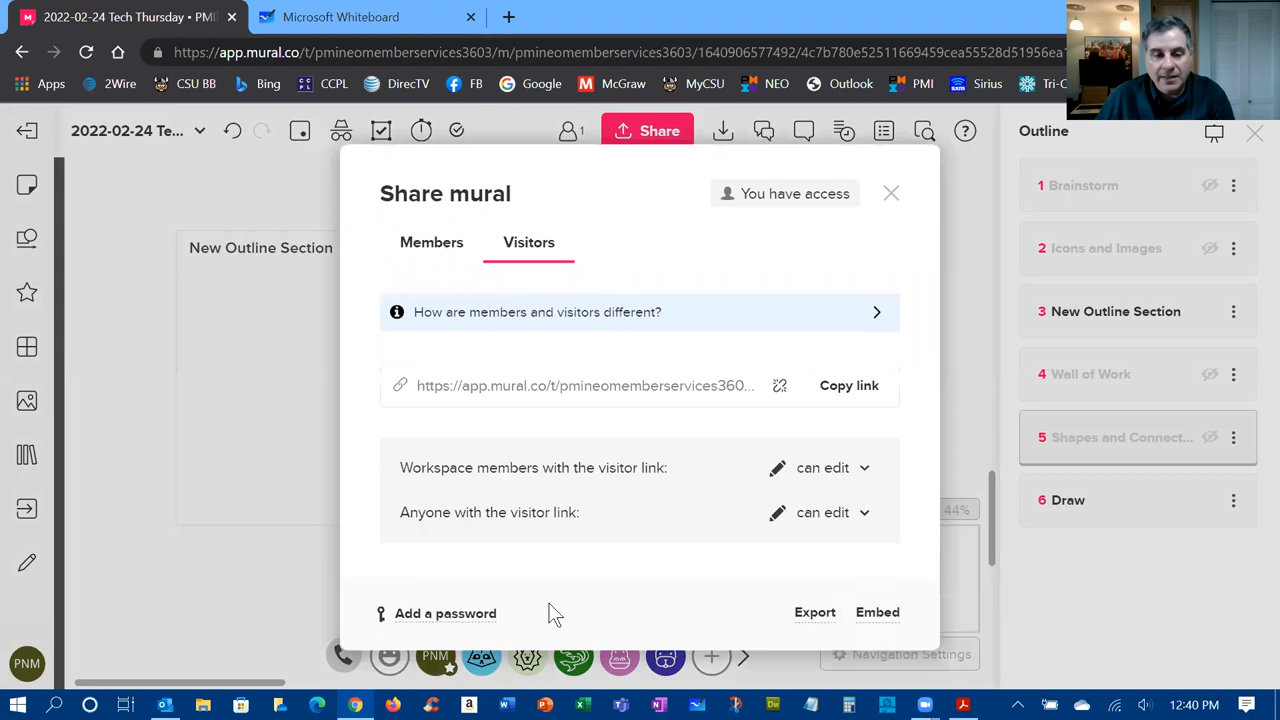 2022-02-24 Tech Thursday • PMI
Microsoft Whiteboard
https://app.mural.co/t/pmineomemberservices3603/m/pmineomemberservices3603/1640906577492/4c7b780e52511669459cea55528d51956ea1
Apps
2Wire
CSU BB
Bing
CCPL
DirecTV
FB
Google
McGraw
MyCSU
NEO
Outlook
PMI
Sirius
Tri-C
2022-02-24 Te...
1
Share
Outline
Share mural
You have access
Members
Visitors
How are members and visitors different?
https://app.mural.co/t/pmineomemberservices360...
Copy link
Workspace members with the visitor link:
can edit
Anyone with the visitor link:
can edit
Add a password
Export
Embed
New Outline Section
1 Brainstorm
2 Icons and Images
3 New Outline Section
4 Wall of Work
5 Shapes and Connect...
6 Draw
44%
PNM
PNM
Navigation Settings
12:40 PM